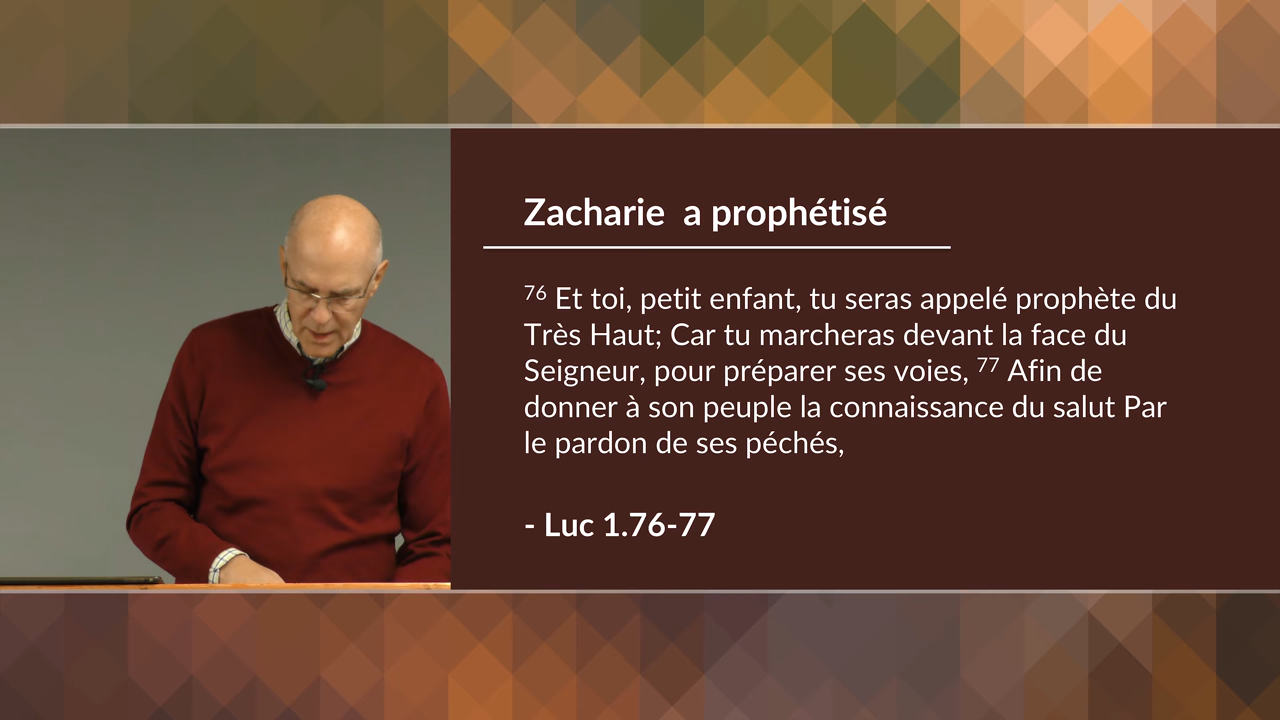 Zacharie  a prophétisé
76 Et toi, petit enfant, tu seras appelé prophète du
Très Haut; Car tu marcheras devant la face du
Seigneur, pour préparer ses voies, 77 Afin de
donner à son peuple la connaissance du salut Par
le pardon de ses péchés,
- Luc 1.76-77